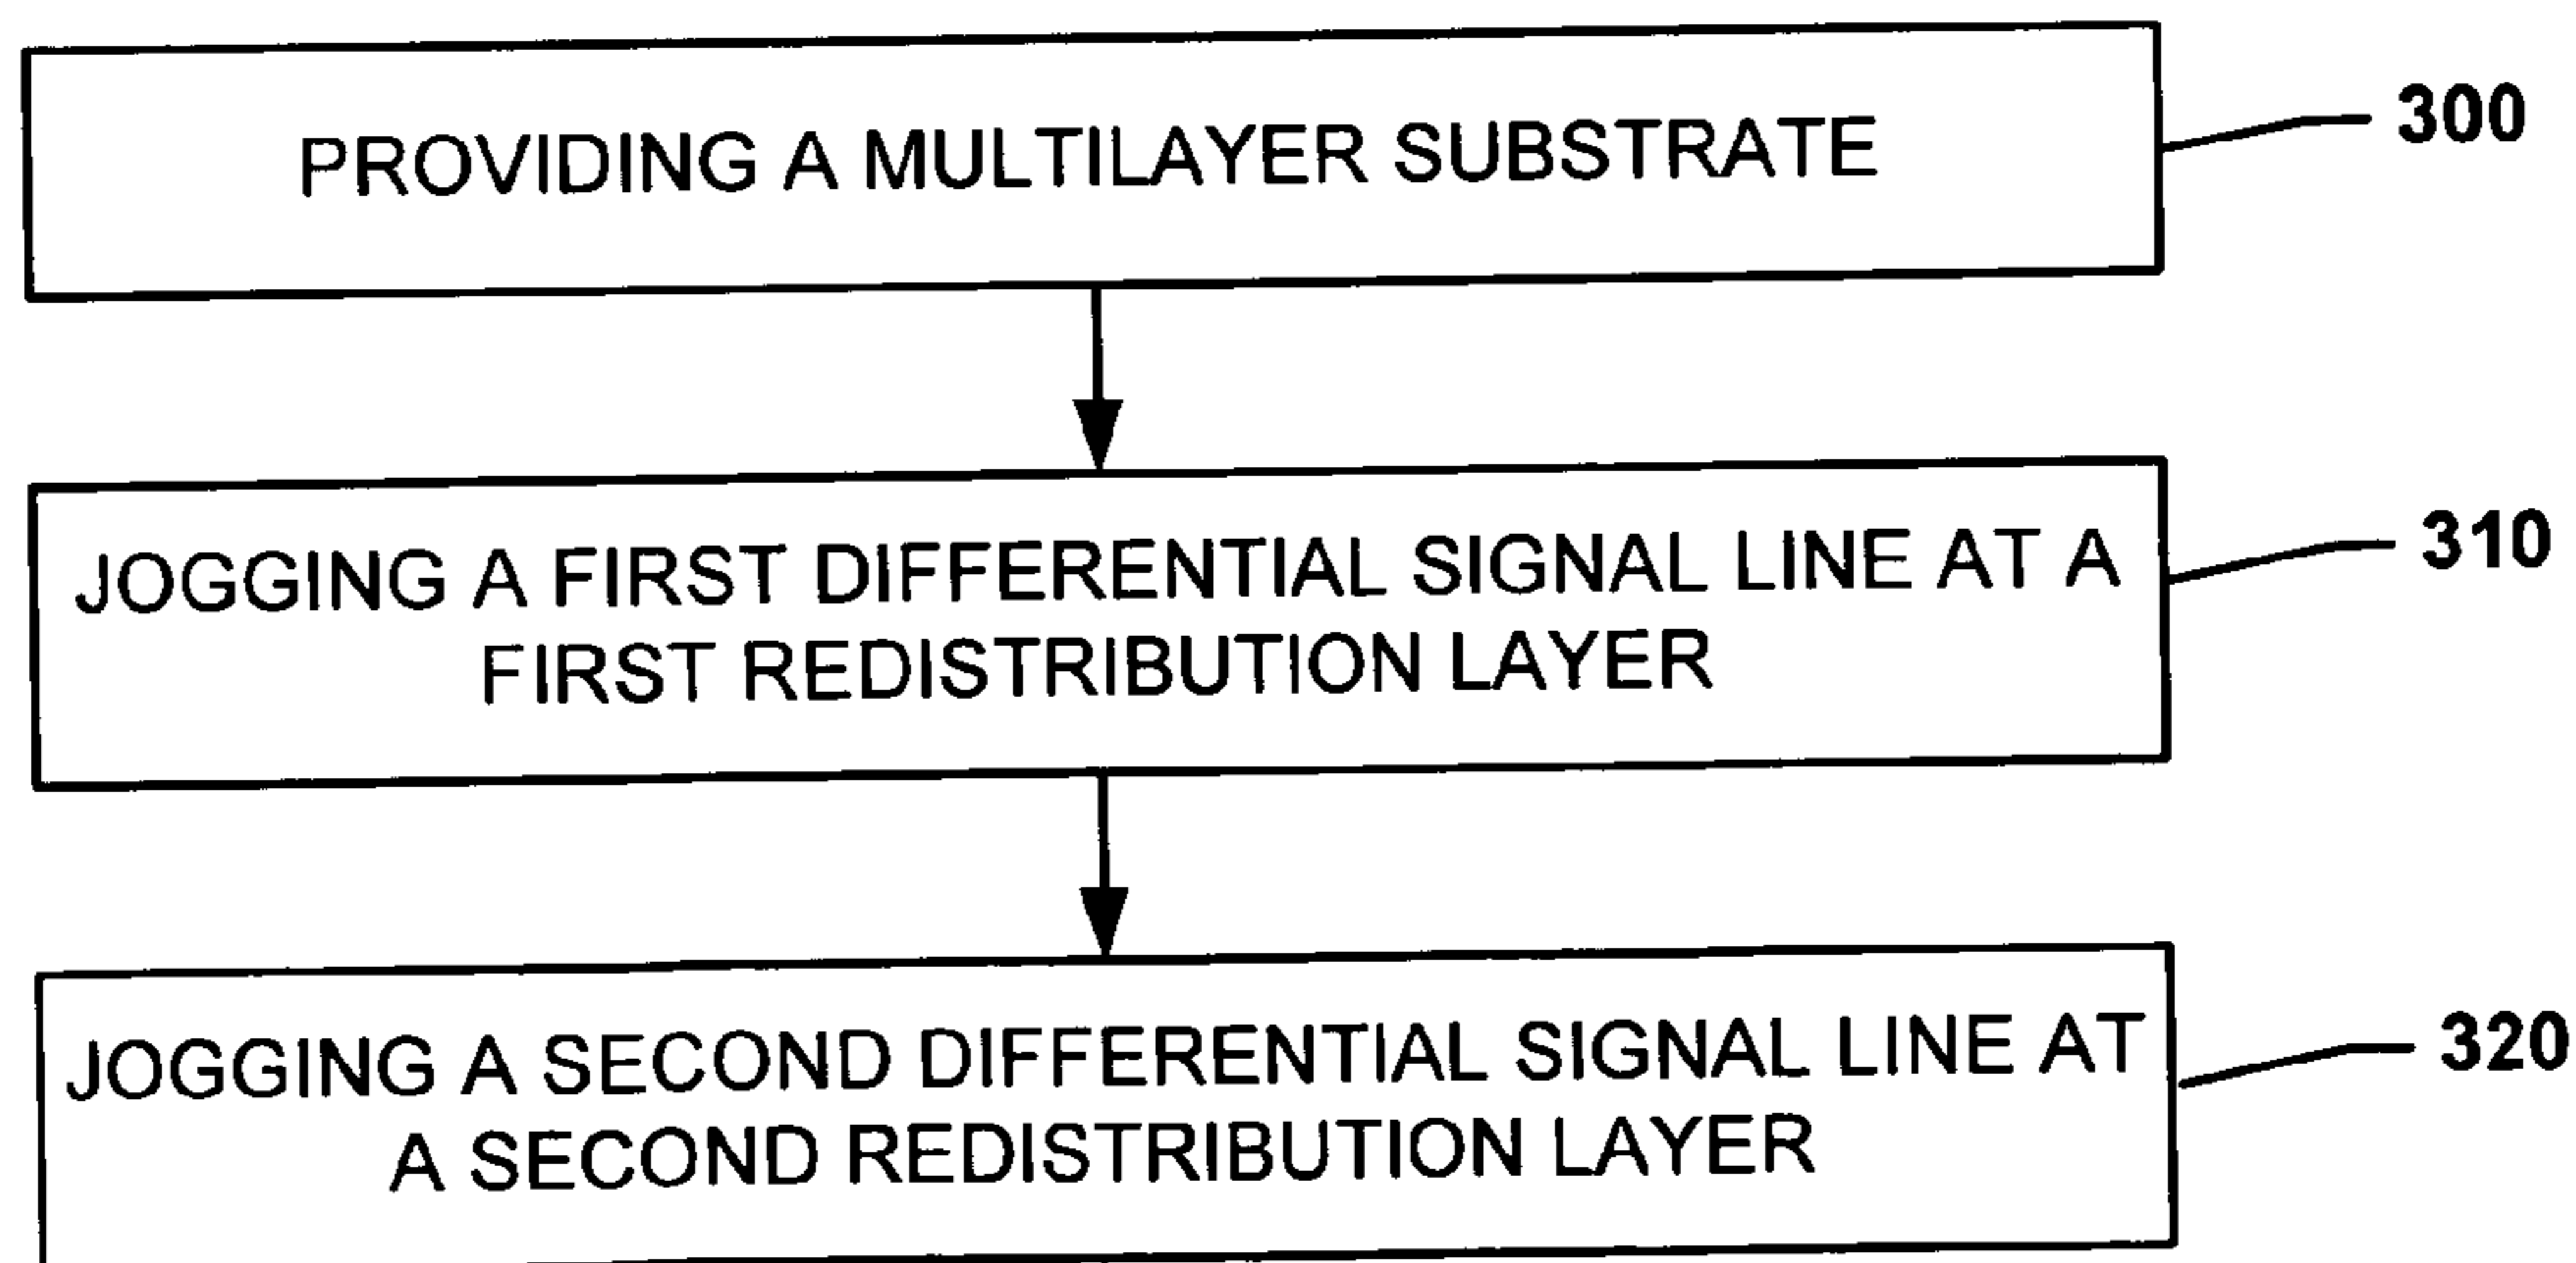 PROVIDING A MULTILAYER SUBSTRATE
300
JOGGING A FIRST DIFFERENTIAL SIGNAL LINE AT A
FIRST REDISTRIBUTION LAYER
310
JOGGING A SECOND DIFFERENTIAL SIGNAL LINE AT
A SECOND REDISTRIBUTION LAYER
320